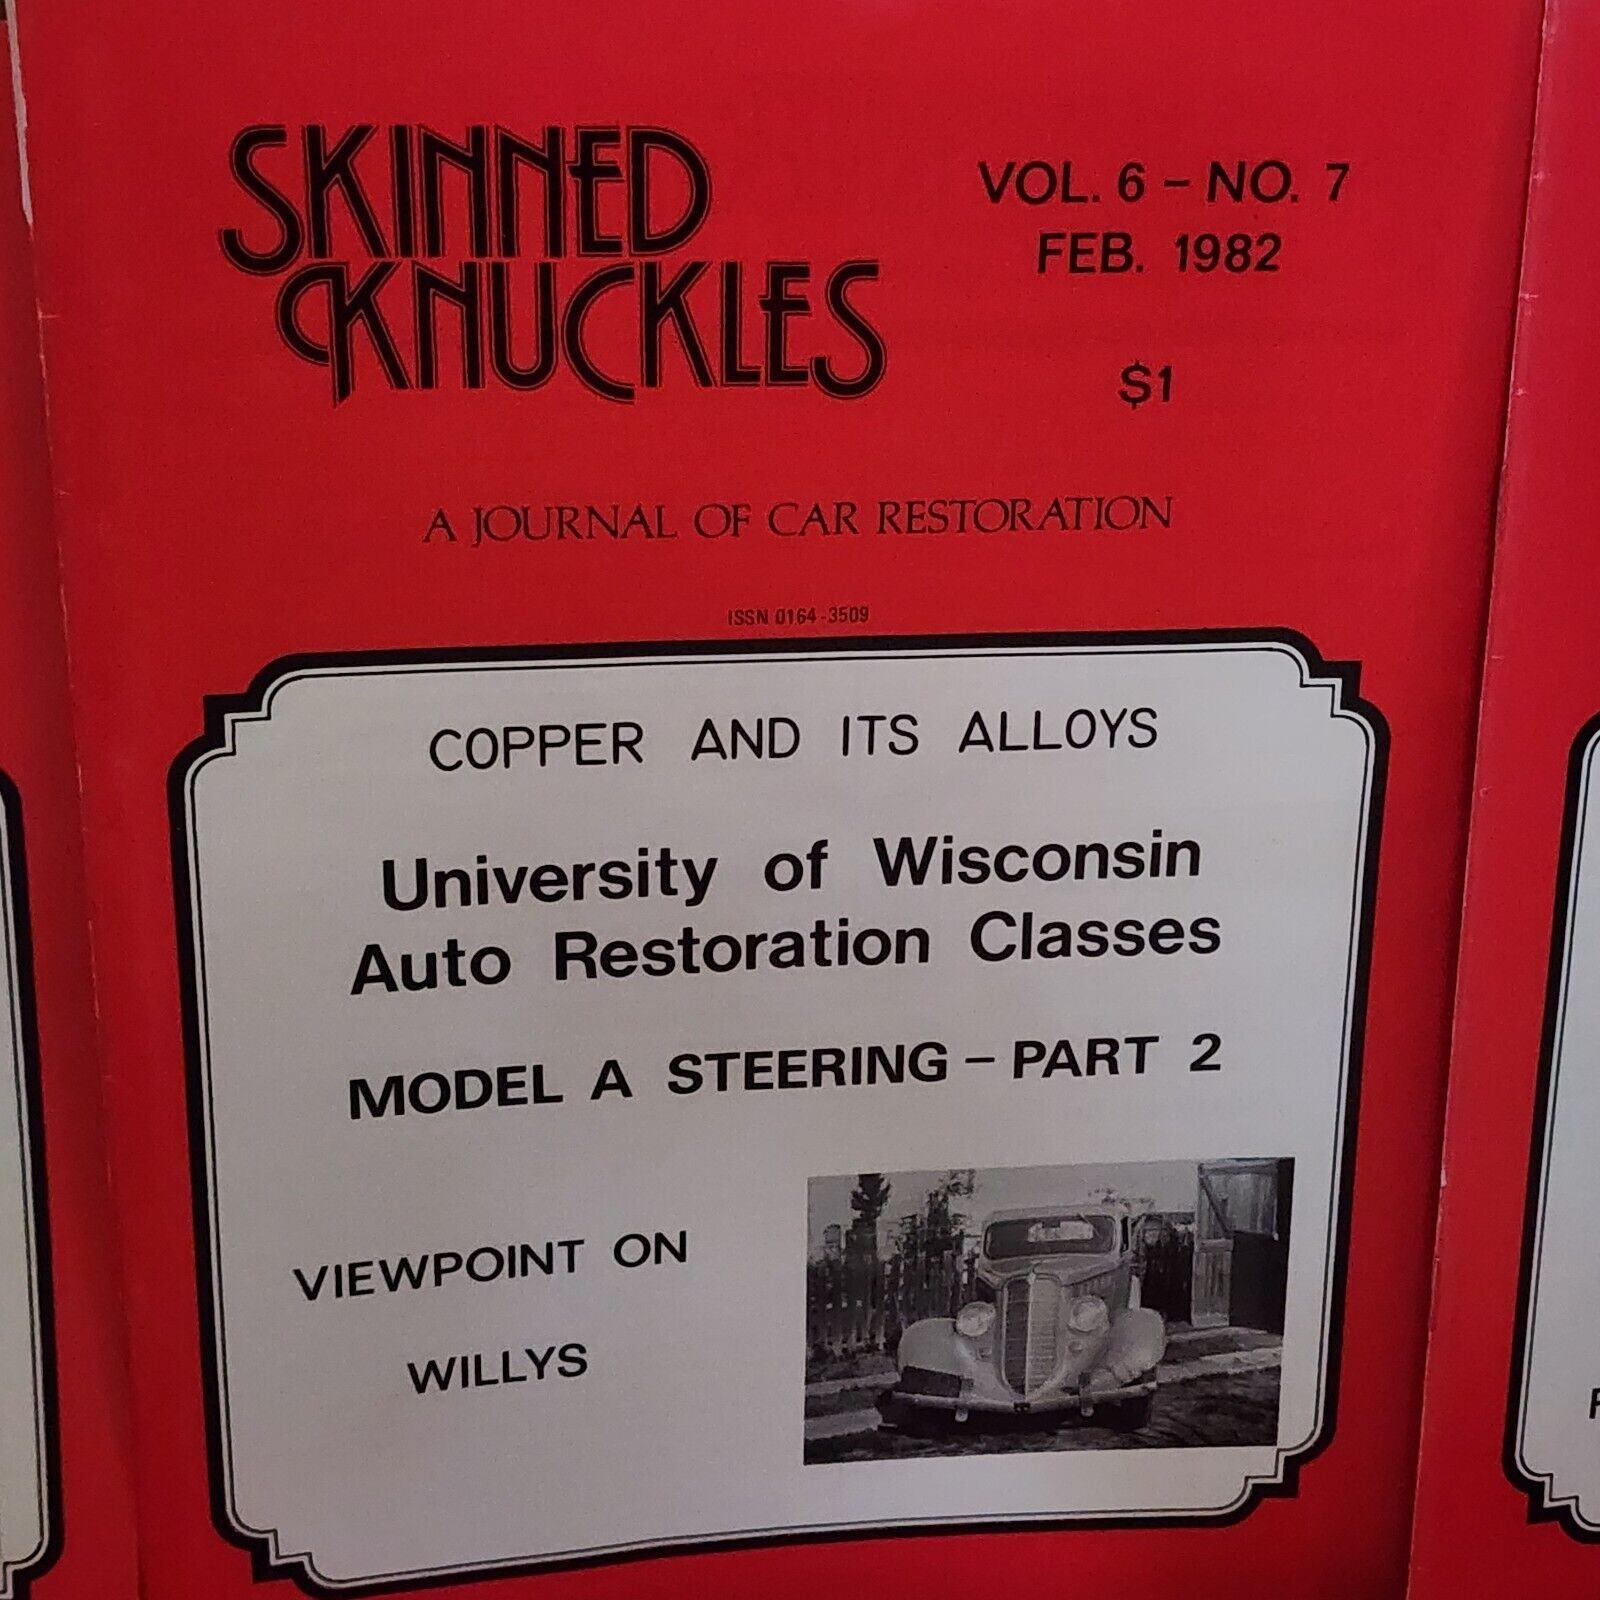 SKINNED
KNUCKLES
VOL. 6 – NO. 7
FEB. 1982
$1
A JOURNAL OF CAR RESTORATION
ISSN 0164-3509
COPPER AND ITS ALLOYS
University of Wisconsin
Auto Restoration Classes
MODEL A STEERING – PART 2
VIEWPOINT ON
WILLYS